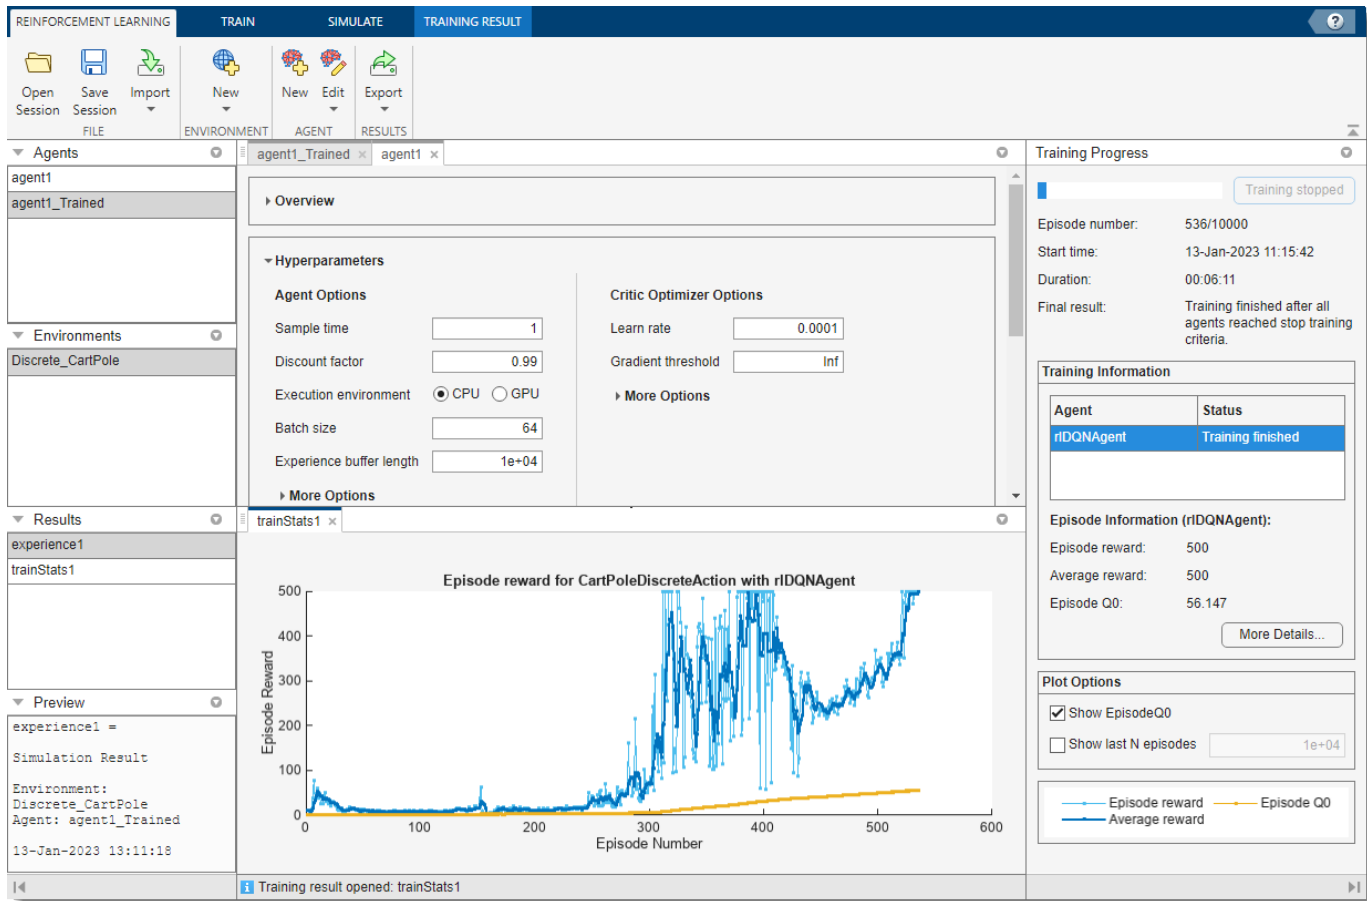 REINFORCEMENT LEARNING TRAIN SIMULATE TRAINING RESULT ?
Open Session Save Session Import New New Edit Export
FILE ENVIRONMENT AGENT RESULTS
Agents
agent1
agent1_Trained
Environments
Discrete_CartPole
Results
experience1
trainStats1
Preview
experience1 =
Simulation Result
Environment:
Discrete_CartPole
Agent: agent1_Trained
13-Jan-2023 13:11:18
agent1_Trained × agent1 ×
Overview
Hyperparameters
Agent Options
Sample time 1
Discount factor 0.99
Execution environment CPU GPU
Batch size 64
Experience buffer length 1e+04
More Options
Critic Optimizer Options
Learn rate 0.0001
Gradient threshold Inf
More Options
trainStats1 ×
Episode reward for CartPoleDiscreteAction with rlDQNAgent
Episode Reward
500
400
300
200
100
0
0 100 200 300 400 500 600
Episode Number
i Training result opened: trainStats1
Training Progress
Training stopped
Episode number: 536/10000
Start time: 13-Jan-2023 11:15:42
Duration: 00:06:11
Final result: Training finished after all
agents reached stop training
criteria.
Training Information
Agent Status
rlDQNAgent Training finished
Episode Information (rlDQNAgent):
Episode reward: 500
Average reward: 500
Episode Q0: 56.147
More Details...
Plot Options
Show EpisodeQ0
Show last N episodes 1e+04
Episode reward Episode Q0
Average reward